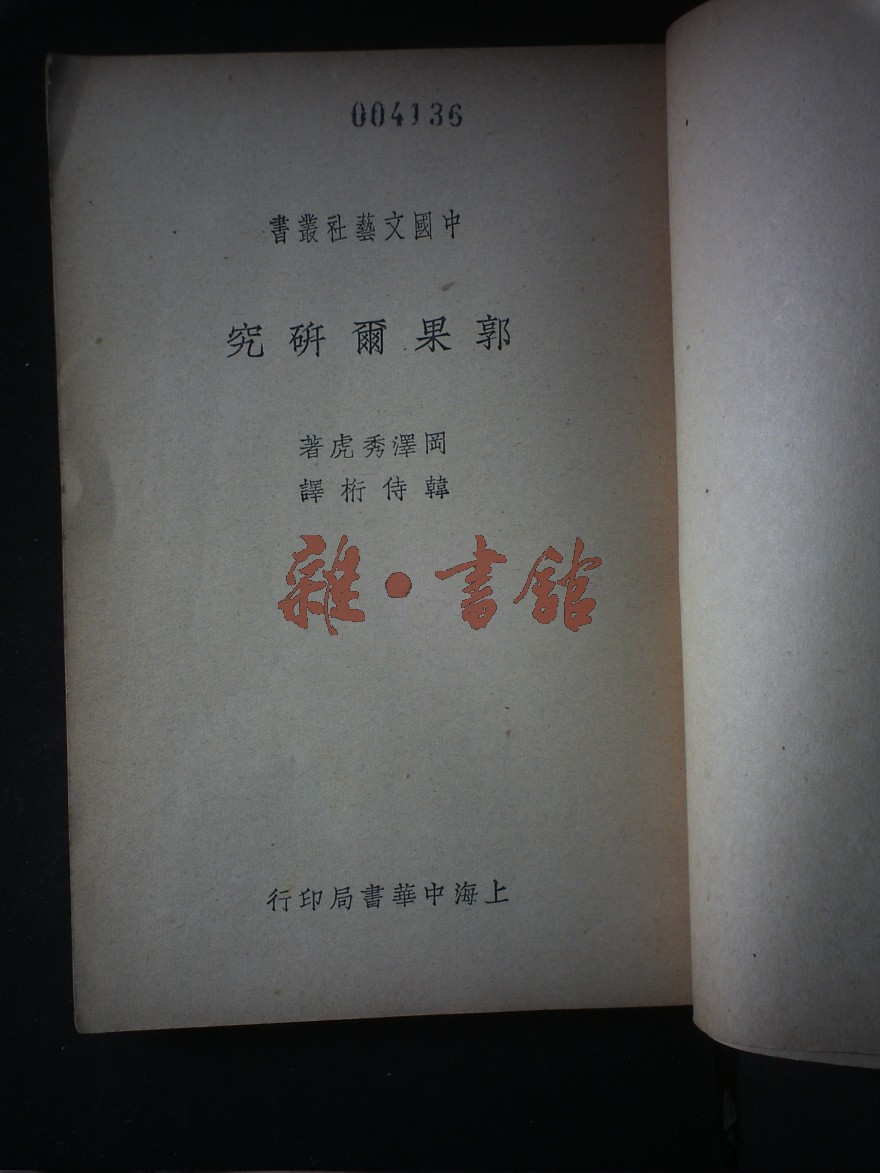 004136
中國文藝社叢書
郭果爾研究
岡澤秀虎著
韓侍桁譯
雜·書館
上海中華書局印行